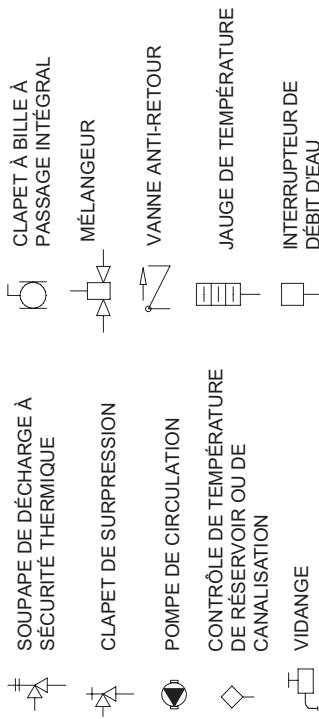 SOUPAPE DE DÉCHARGE À
SÉCURITÉ THERMIQUE
CLAPET DE SURPRESSION
POMPE DE CIRCULATION
CONTRÔLE DE TEMPÉRATURE
DE RÉSERVOIR OU DE
CANALISATION
VIDANGE
CLAPET À BILLE À
PASSAGE INTÉGRAL
MÉLANGEUR
VANNE ANTI-RETOUR
JAUGE DE TEMPÉRATURE
INTERRUPTEUR DE
DÉBIT D'EAU